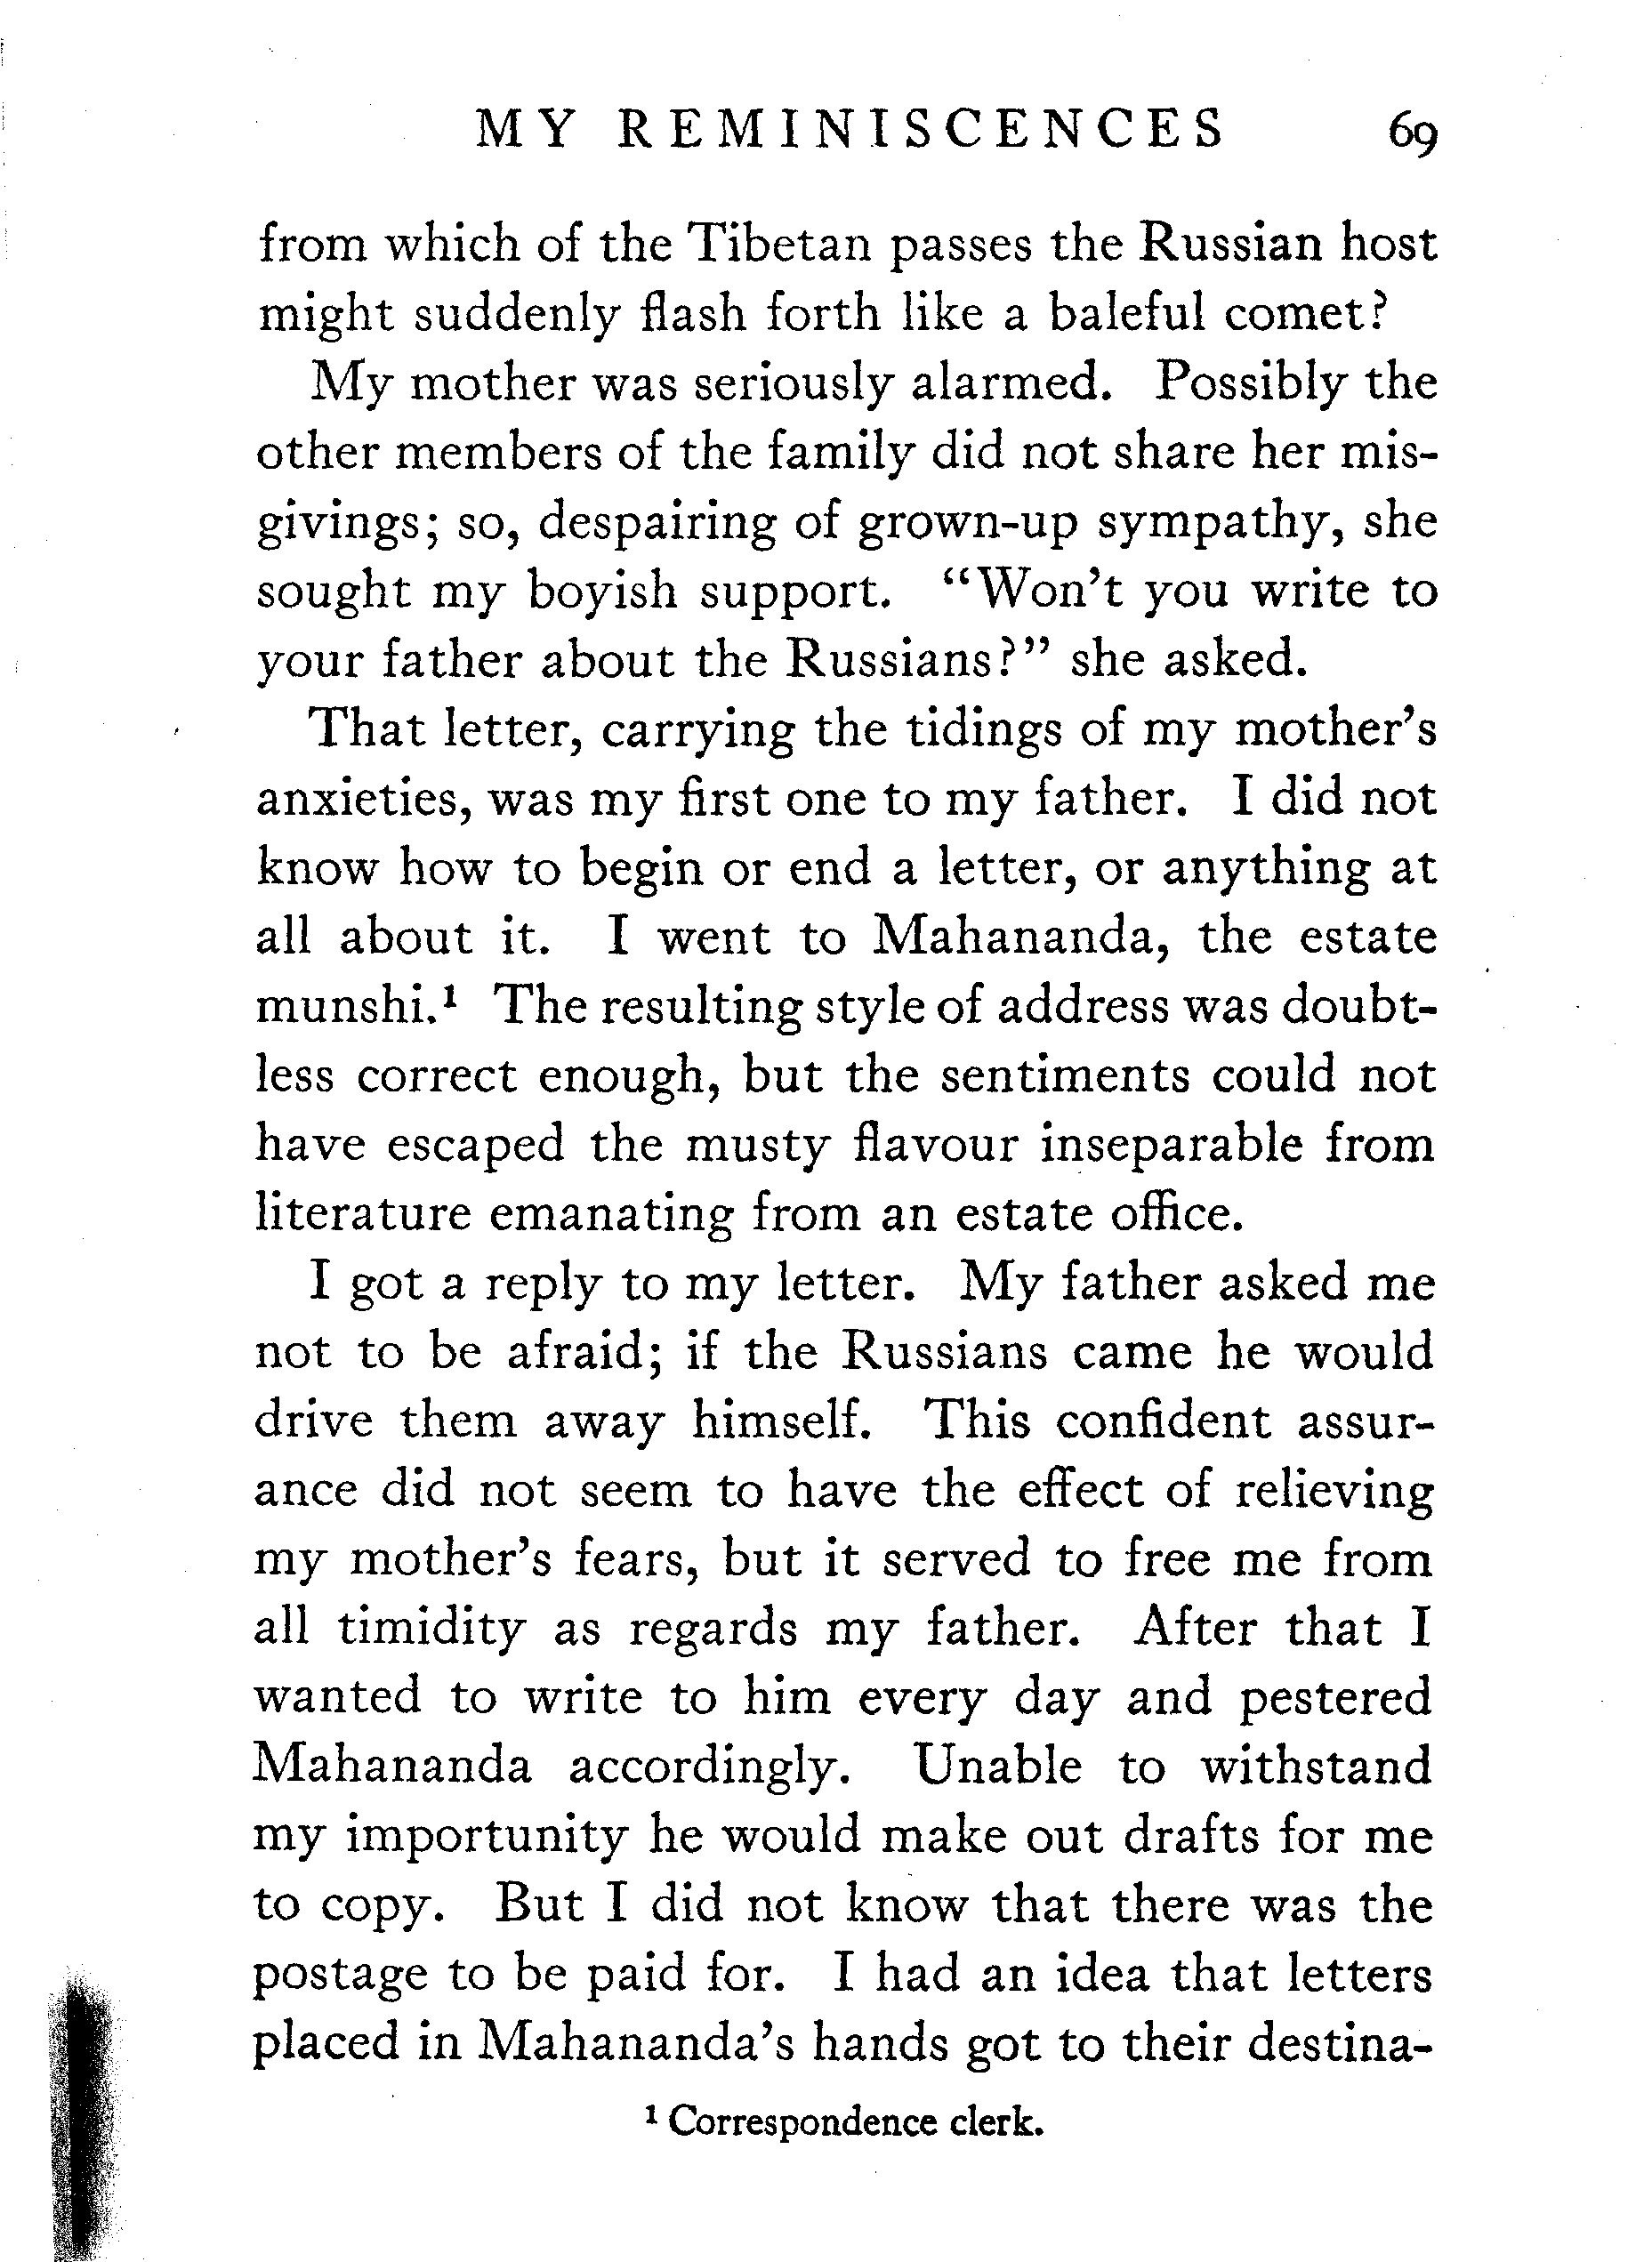 MY REMINISCENCES 69
from which of the Tibetan passes the Russian host
might suddenly flash forth like a baleful comet?
My mother was seriously alarmed. Possibly the
other members of the family did not share her mis-
givings; so, despairing of grown-up sympathy, she
sought my boyish support. “Won’t you write to
your father about the Russians?” she asked.
That letter, carrying the tidings of my mother’s
anxieties, was my first one to my father. I did not
know how to begin or end a letter, or anything at
all about it. I went to Mahananda, the estate
munshi.¹ The resulting style of address was doubt-
less correct enough, but the sentiments could not
have escaped the musty flavour inseparable from
literature emanating from an estate office.
I got a reply to my letter. My father asked me
not to be afraid; if the Russians came he would
drive them away himself. This confident assur-
ance did not seem to have the effect of relieving
my mother’s fears, but it served to free me from
all timidity as regards my father. After that I
wanted to write to him every day and pestered
Mahananda accordingly. Unable to withstand
my importunity he would make out drafts for me
to copy. But I did not know that there was the
postage to be paid for. I had an idea that letters
placed in Mahananda’s hands got to their destina-
¹ Correspondence clerk.